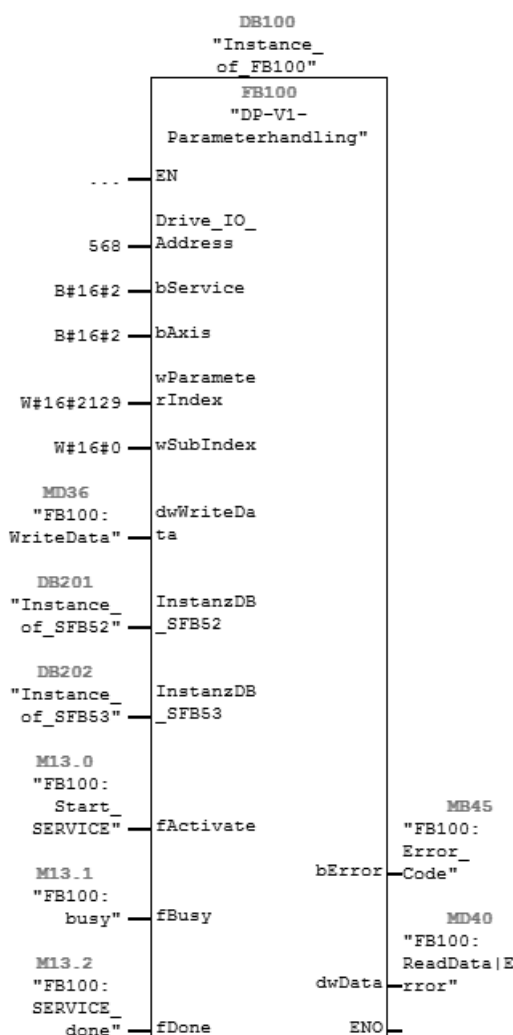 DB100
"Instance_
of_FB100"
FB100
"DP-V1-
Parameterhandling"
... EN
Drive_IO_
568 Address
B#16#2 bService
B#16#2 bAxis
wParamete
W#16#2129 rIndex
W#16#0 wSubIndex
MD36
"FB100: dwWriteDa
WriteData" ta
DB201
"Instance_ InstanzDB
of_SFB52" _SFB52
DB202
"Instance_ InstanzDB
of_SFB53" _SFB53
M13.0
"FB100:
Start_ MB45
SERVICE" fActivate "FB100:
Error_
M13.1 bError Code"
"FB100:
busy" fBusy MD40
"FB100:
M13.2 ReadData|E
"FB100: dwData rror"
SERVICE_
done" fDone ENO